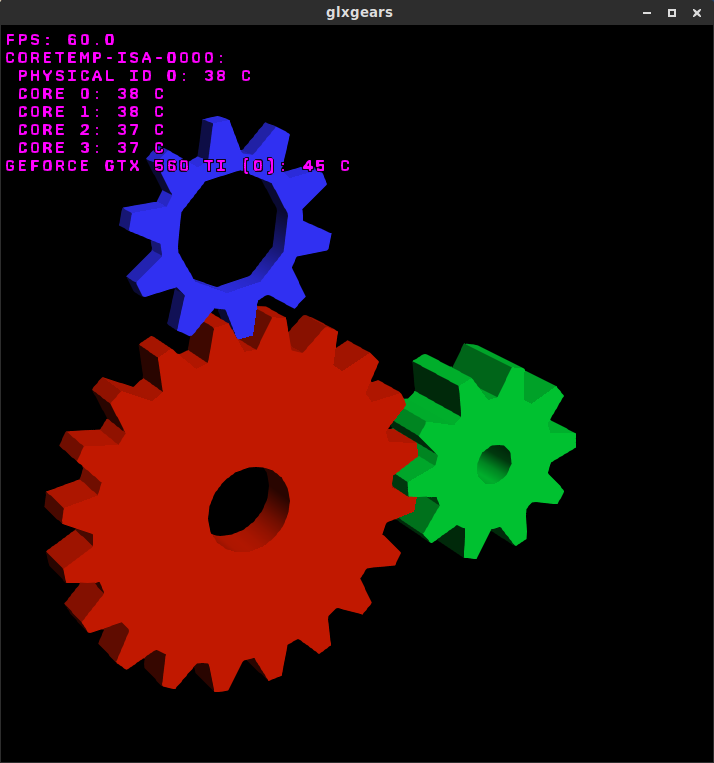 glxgears
FPS: 60.0
CORETEMP-ISA-0000:
PHYSICAL ID 0: 38 C
CORE 0: 38 C
CORE 1: 38 C
CORE 2: 37 C
CORE 3: 37 C
GEFORCE GTX 560 TI (0): 45 C